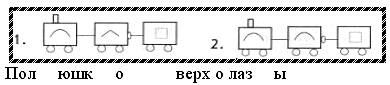 1. 2.
Пол юшк о верх о лаз ы